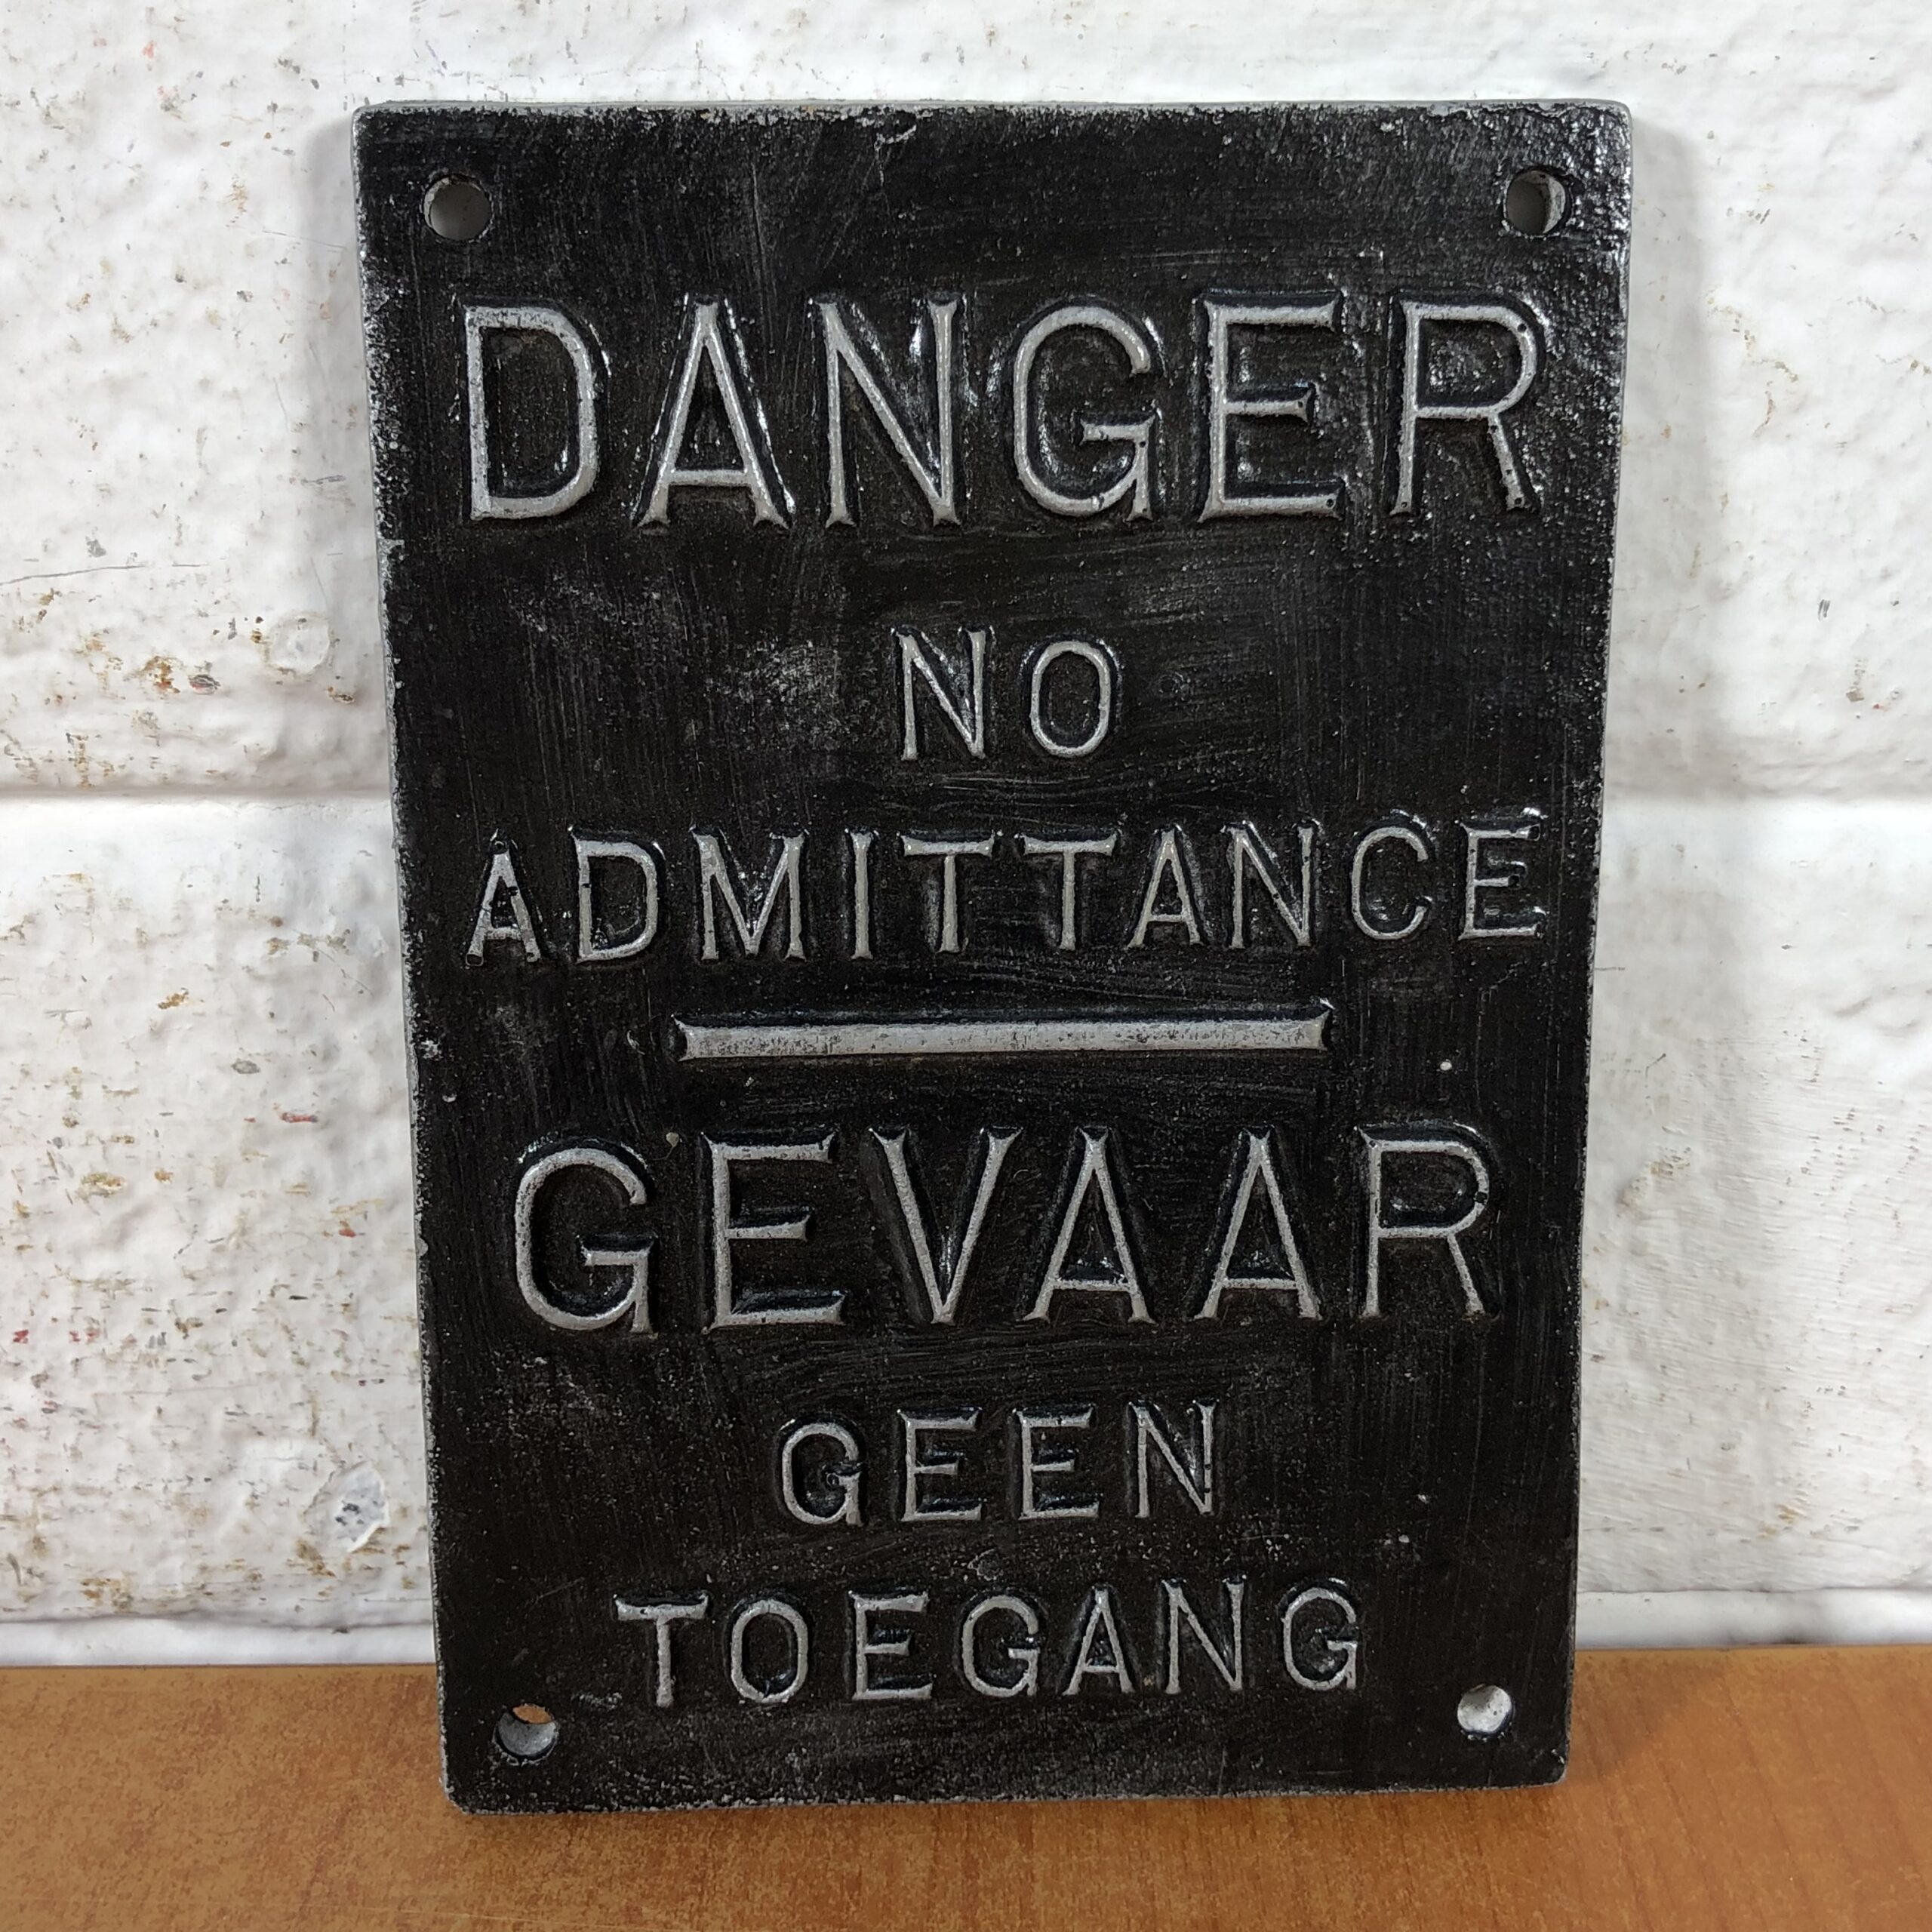 DANGER
NO
ADMITTANCE
GEVAAR
GEEN
TOEGANG